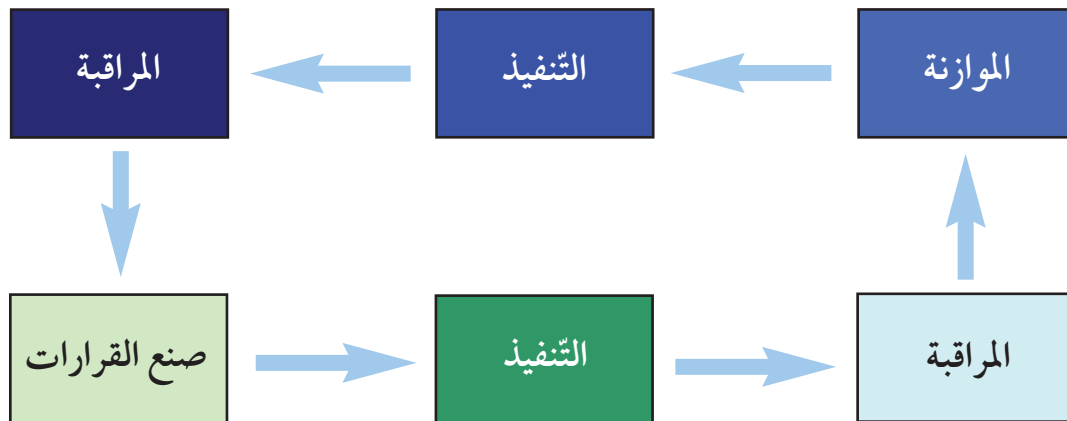 الموازنة
التّنفيذ
المراقبة
صنع القرارات
التّنفيذ
المراقبة